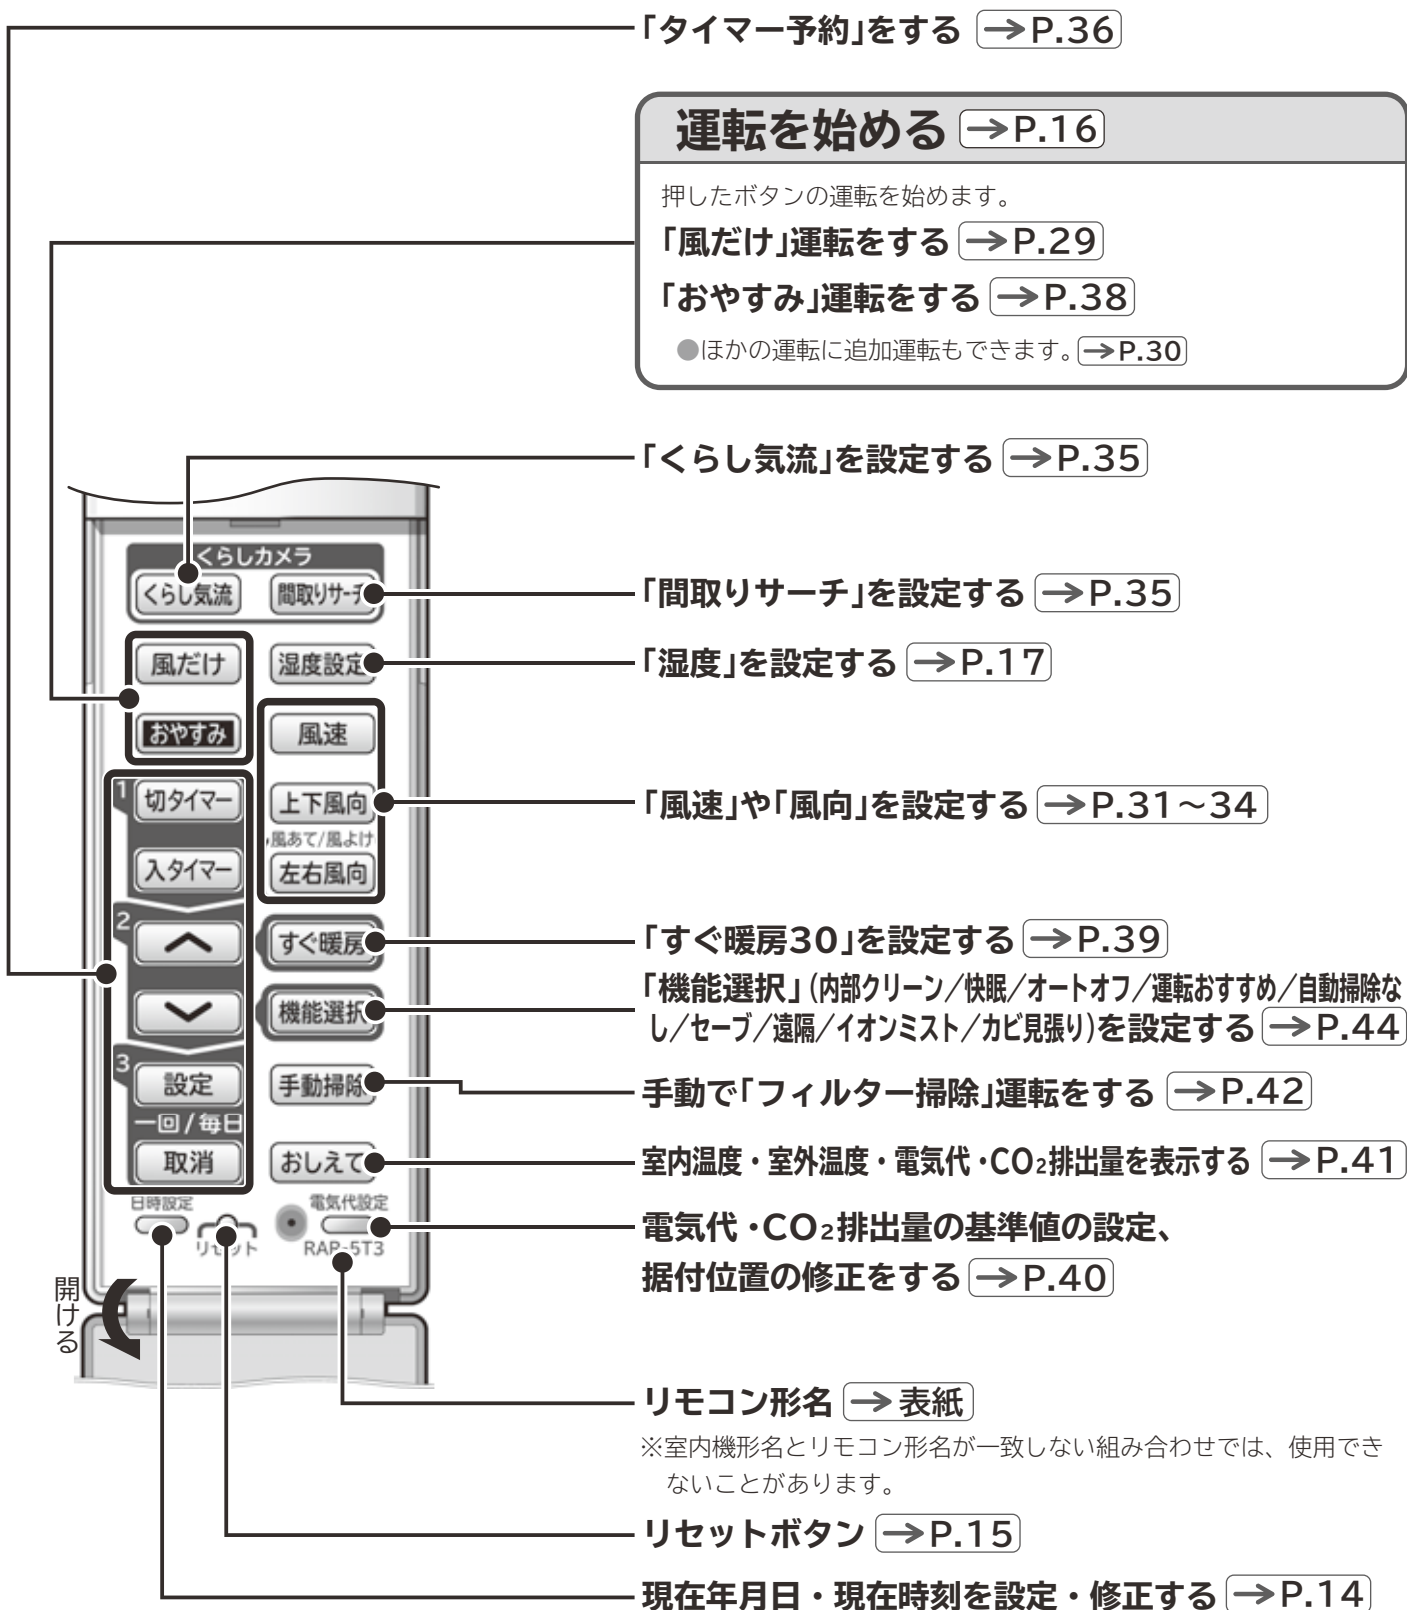 「タイマー予約」をする →P.36
運転を始める →P.16
押したボタンの運転を始めます。
「風だけ」運転をする →P.29
「おやすみ」運転をする →P.38
●ほかの運転に追加運転もできます。→P.30
「くらし気流」を設定する →P.35
「間取りサーチ」を設定する →P.35
「湿度」を設定する →P.17
「風速」や「風向」を設定する →P.31～34
「すぐ暖房30」を設定する →P.39
「機能選択」(内部クリーン／快眠／オートオフ／運転おすすめ／自動掃除な
し／セーブ／遠隔／イオンミスト／カビ見張り)を設定する →P.44
手動で「フィルター掃除」運転をする →P.42
室内温度・室外温度・電気代・CO₂排出量を表示する →P.41
電気代・CO₂排出量の基準値の設定、
据付位置の修正をする →P.40
リモコン形名 →表紙
※室内機形名とリモコン形名が一致しない組み合わせでは、使用でき
ないことがあります。
リセットボタン →P.15
現在年月日・現在時刻を設定・修正する →P.14
くらしカメラ
くらし気流 間取りサーチ
風だけ 湿度設定
おやすみ 風速
1 切タイマー 上下風向
風あて/風よけ
入タイマー 左右風向
2 すぐ暖房
機能選択
3 設定 手動掃除
一回/毎日
取消 おしえて
日時設定 電気代設定
リセット RAR-5T3
開ける